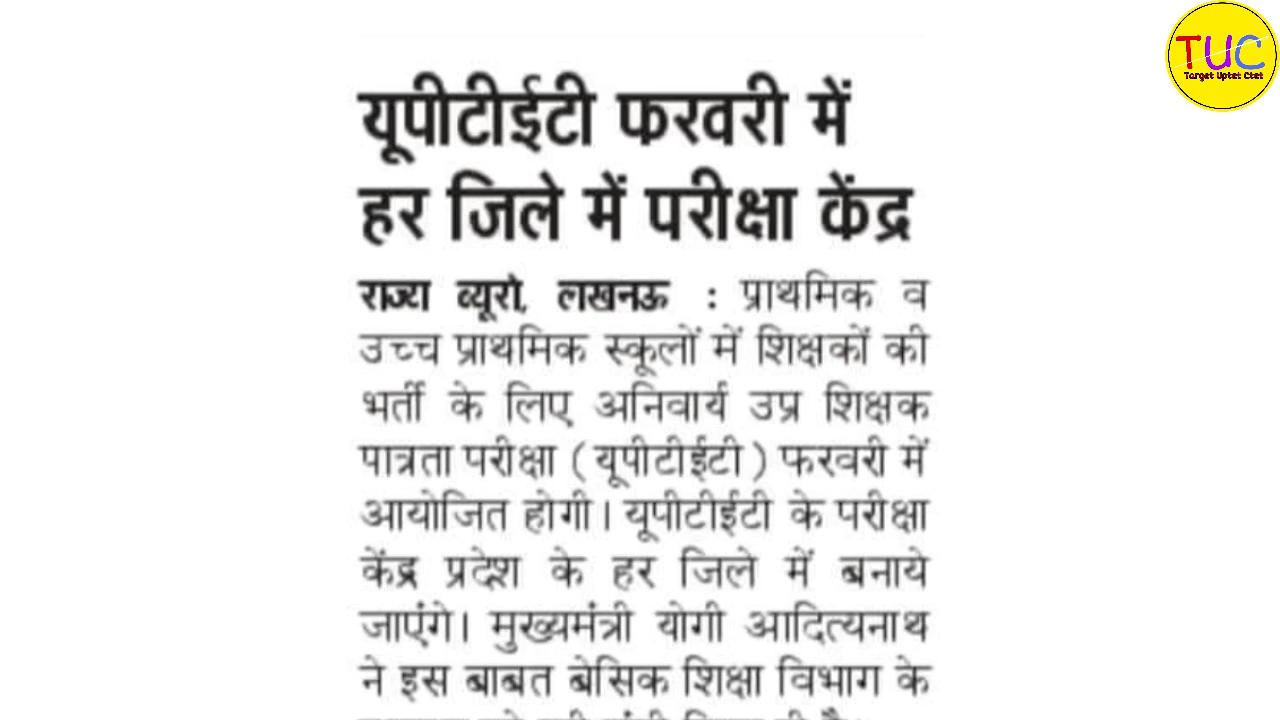 TUC
Target Uptet Ctet
यूपीटीईटी फरवरी में
हर जिले में परीक्षा केंद्र
राज्य ब्यूरो, लखनऊ : प्राथमिक व
उच्च प्राथमिक स्कूलों में शिक्षकों की
भर्ती के लिए अनिवार्य उप्र शिक्षक
पात्रता परीक्षा (यूपीटीईटी) फरवरी में
आयोजित होगी। यूपीटीईटी के परीक्षा
केंद्र प्रदेश के हर जिले में बनाये
जाएंगे। मुख्यमंत्री योगी आदित्यनाथ
ने इस बाबत बेसिक शिक्षा विभाग के